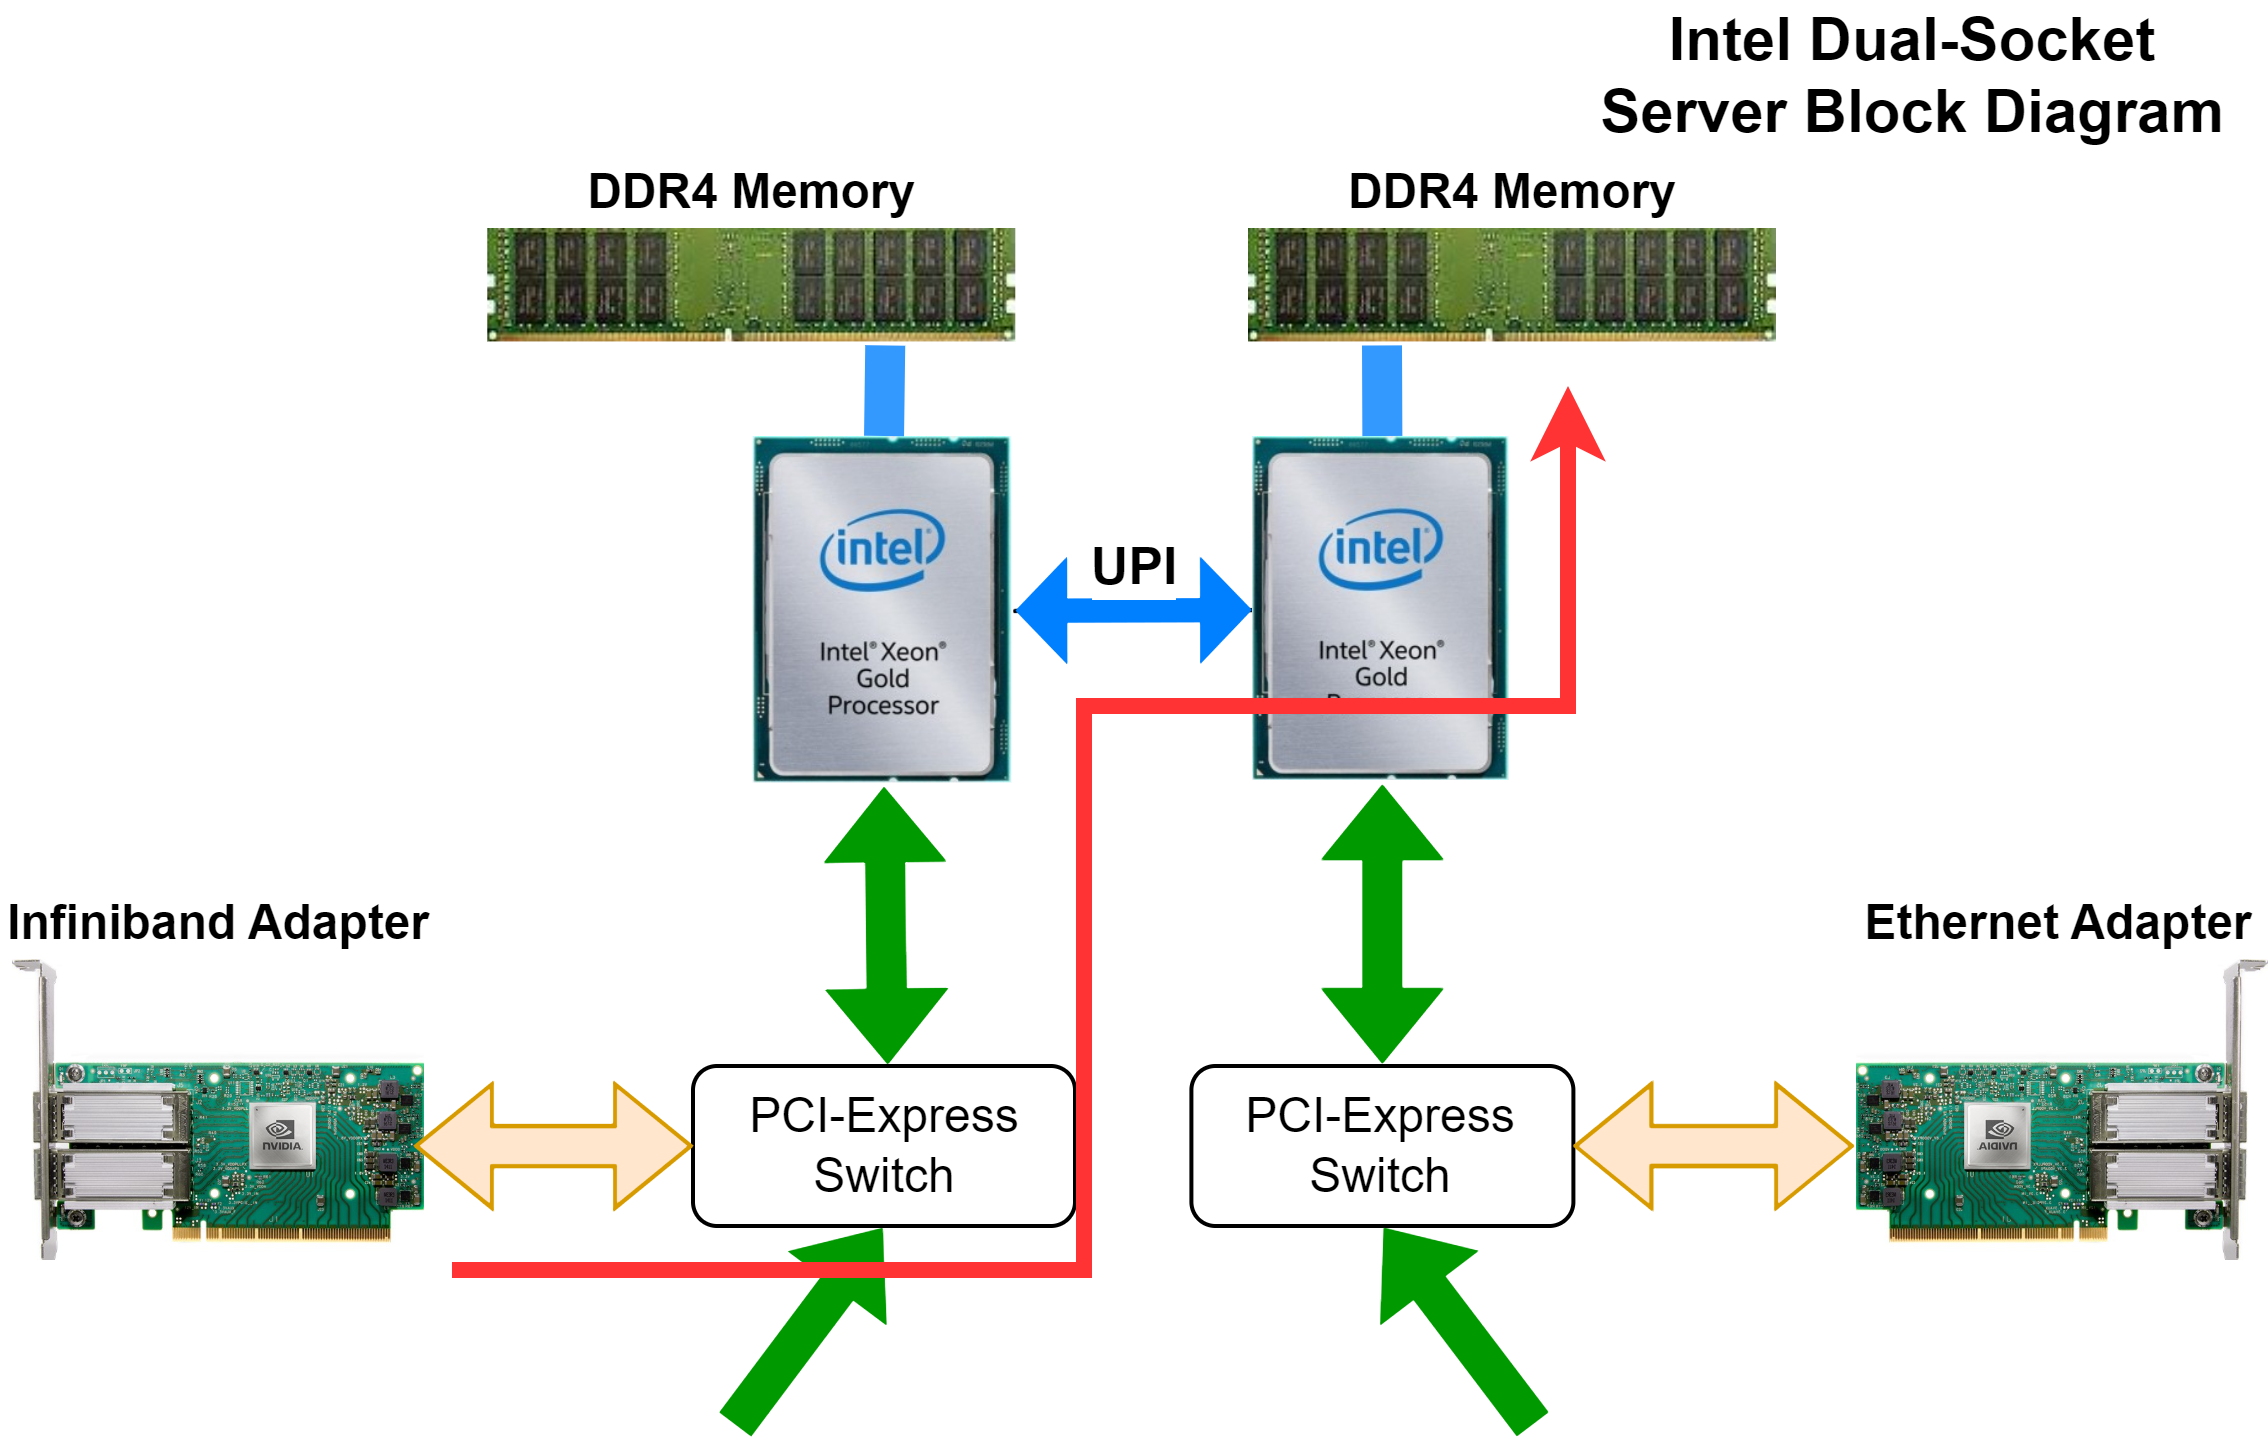 Intel Dual-Socket
Server Block Diagram
DDR4 Memory
DDR4 Memory
intel
intel
UPI
Intel® Xeon®
Gold
Processor
Intel® Xeon®
Gold
Infiniband Adapter
Ethernet Adapter
PCI-Express
Switch
PCI-Express
Switch
NVIDIA
NVIDIA